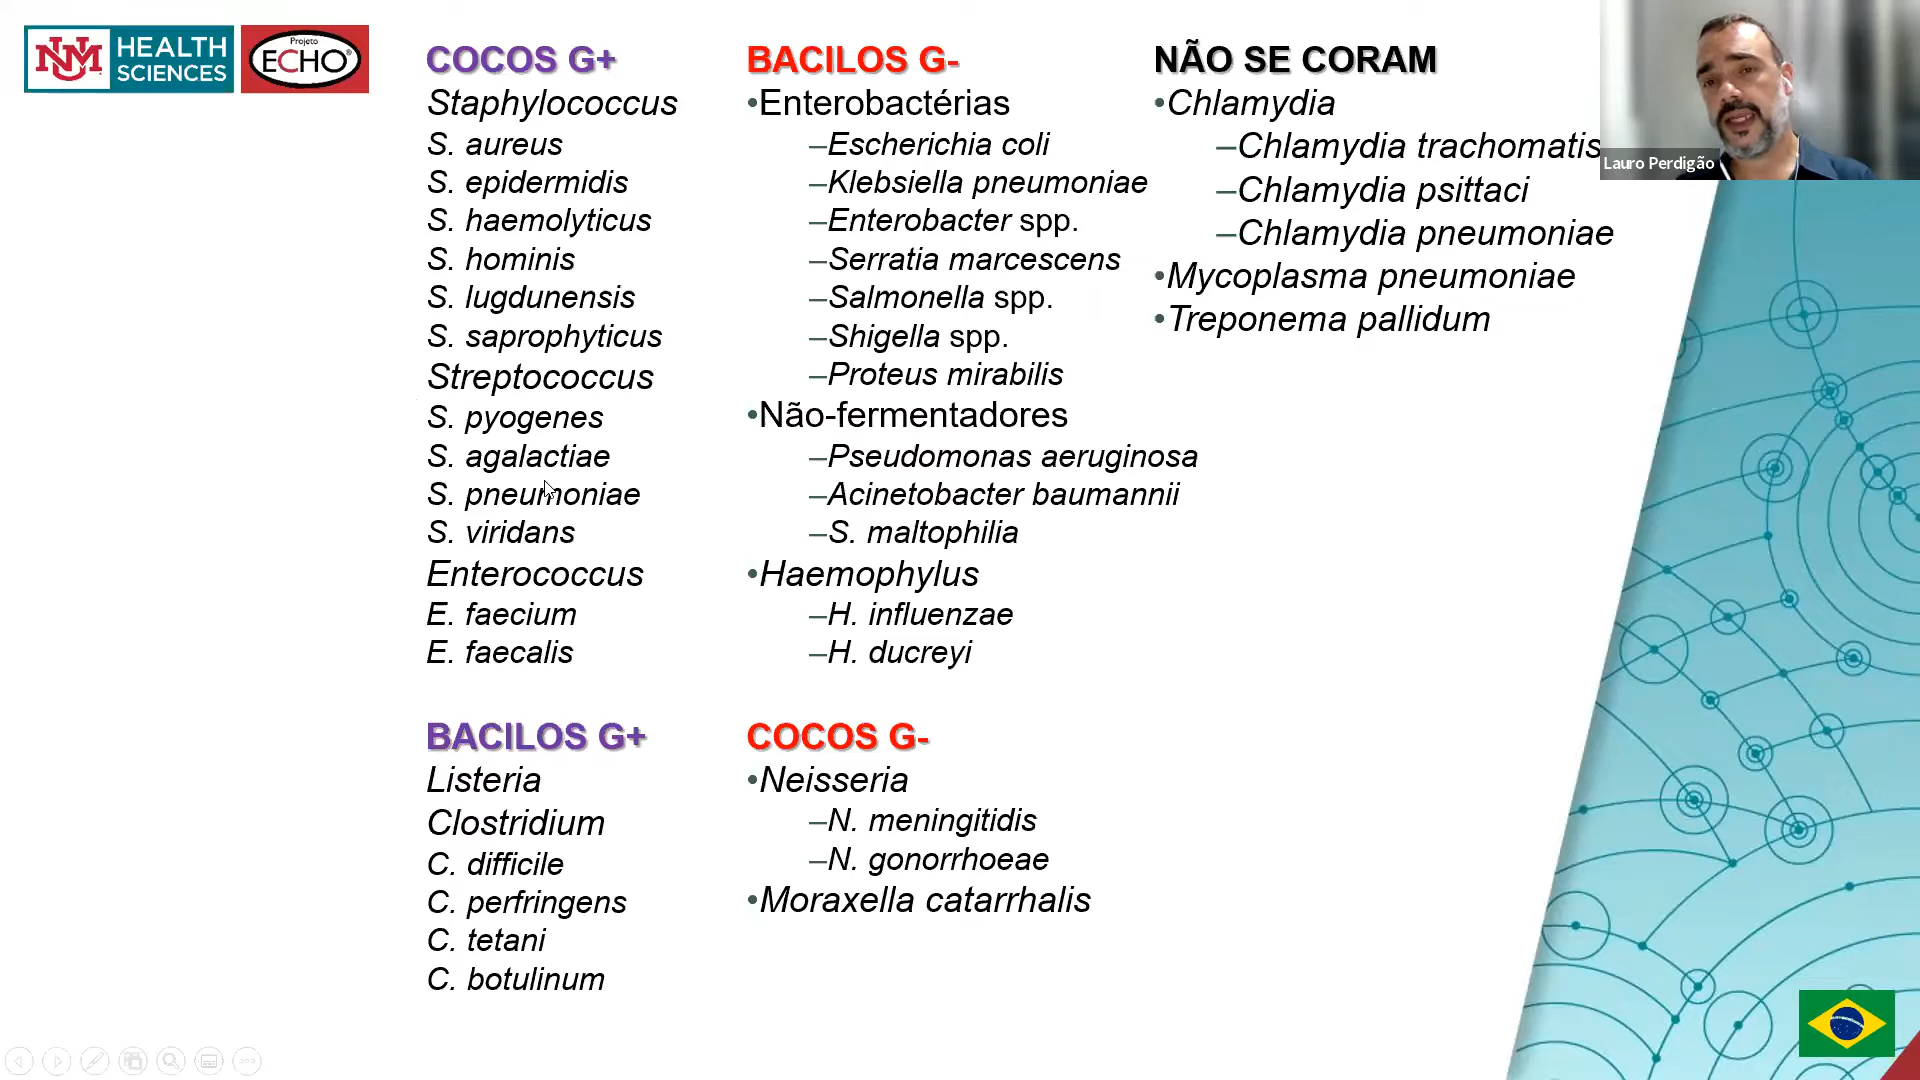 UNM HEALTH
SCIENCES
Projeto
ECHO®
COCOS G+
Staphylococcus
S. aureus
S. epidermidis
S. haemolyticus
S. hominis
S. lugdunensis
S. saprophyticus
Streptococcus
S. pyogenes
S. agalactiae
S. pneumoniae
S. viridans
Enterococcus
E. faecium
E. faecalis
BACILOS G+
Listeria
Clostridium
C. difficile
C. perfringens
C. tetani
C. botulinum
BACILOS G-
•Enterobactérias
–Escherichia coli
–Klebsiella pneumoniae
–Enterobacter spp.
–Serratia marcescens
–Salmonella spp.
–Shigella spp.
–Proteus mirabilis
•Não-fermentadores
–Pseudomonas aeruginosa
–Acinetobacter baumannii
–S. maltophilia
•Haemophylus
–H. influenzae
–H. ducreyi
COCOS G-
•Neisseria
–N. meningitidis
–N. gonorrhoeae
•Moraxella catarrhalis
NÃO SE CORAM
•Chlamydia
–Chlamydia trachomatis
–Chlamydia psittaci
–Chlamydia pneumoniae
•Mycoplasma pneumoniae
•Treponema pallidum
Lauro Perdigão